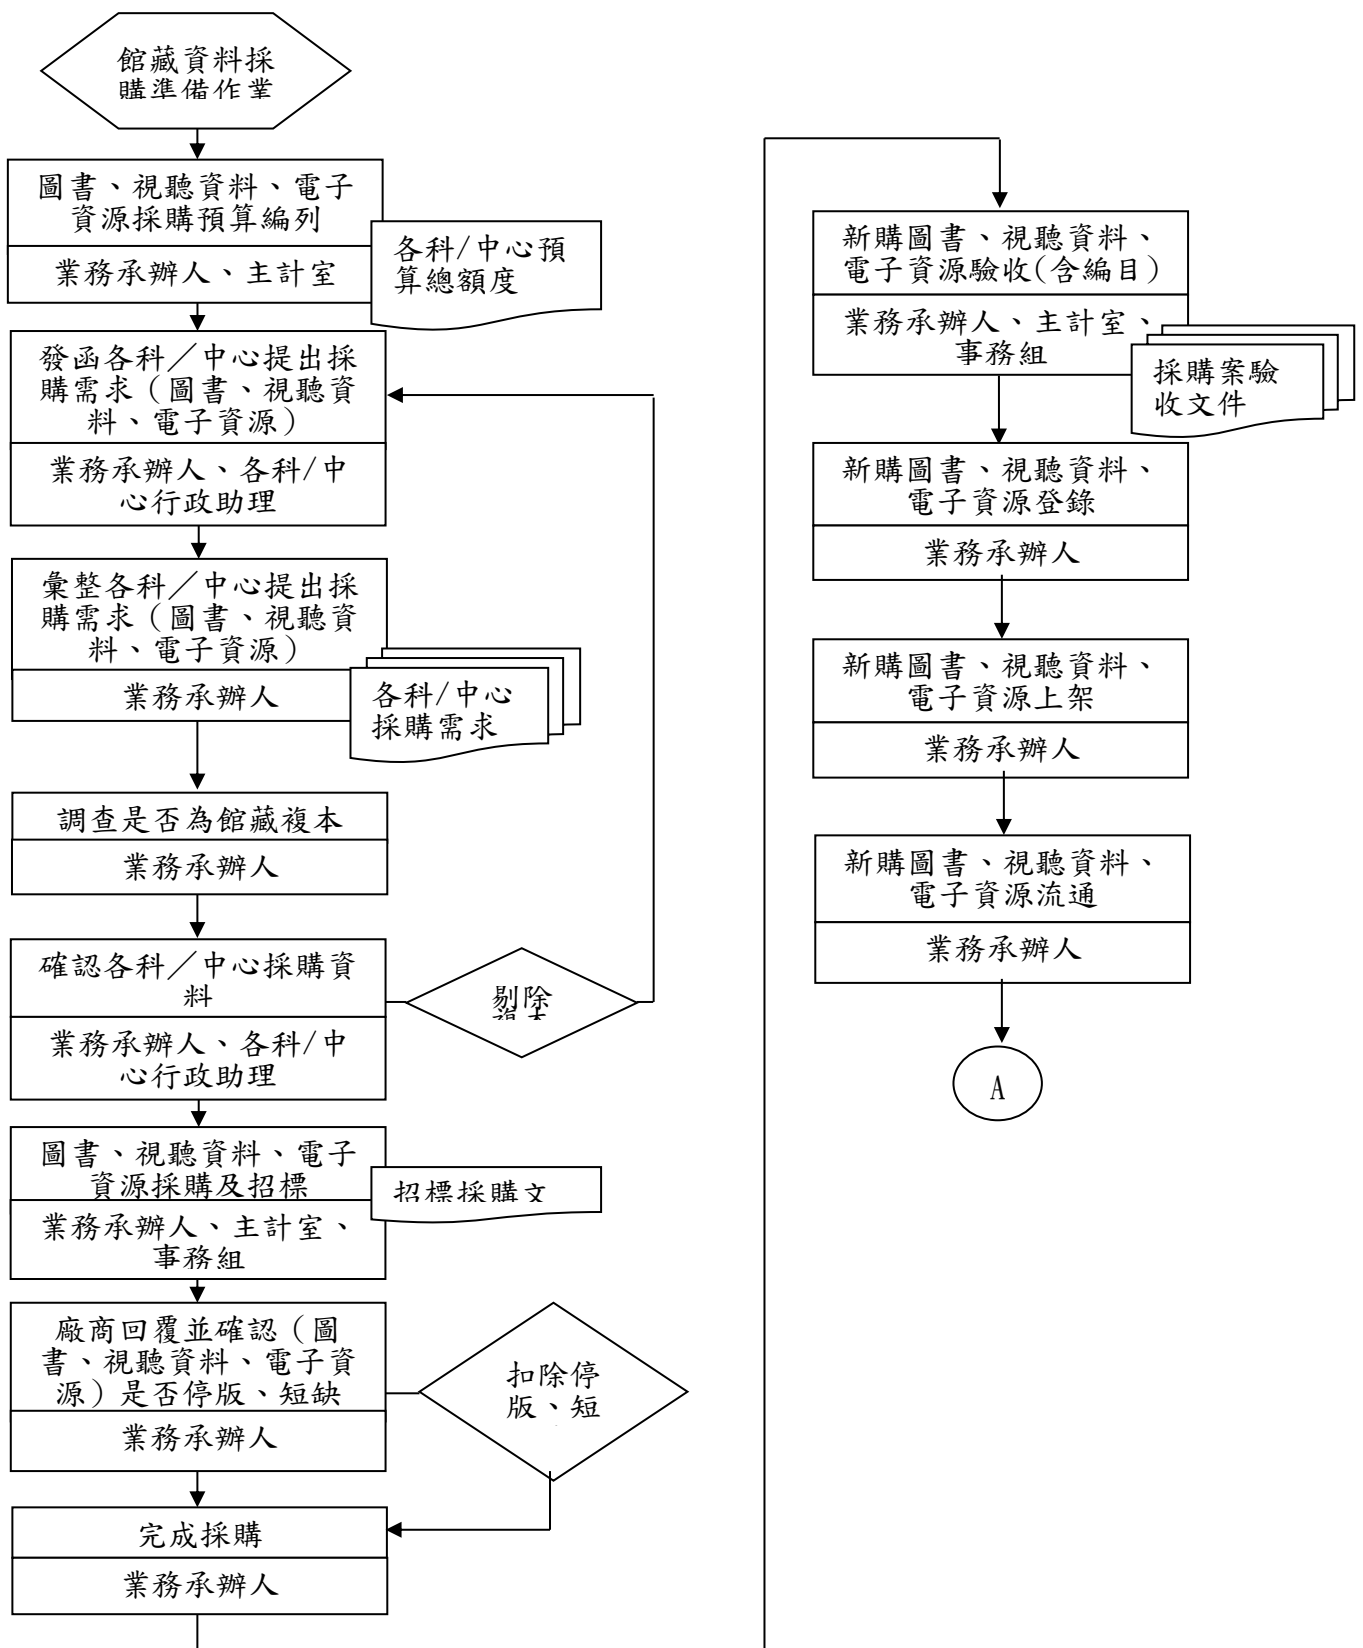 館藏資料採
購準備作業
圖書、視聽資料、電子
資源採購預算編列
業務承辦人、主計室
各科/中心預
算總額度
發函各科／中心提出採
購需求（圖書、視聽資
料、電子資源）
業務承辦人、各科/中
心行政助理
彙整各科／中心提出採
購需求（圖書、視聽資
料、電子資源）
業務承辦人
各科/中心
採購需求
調查是否為館藏複本
業務承辦人
確認各科／中心採購資
料
業務承辦人、各科/中
心行政助理
剔除
圖書、視聽資料、電子
資源採購及招標
業務承辦人、主計室、
事務組
招標採購文
廠商回覆並確認（圖
書、視聽資料、電子資
源）是否停版、短缺
業務承辦人
扣除停
版、短
完成採購
業務承辦人
新購圖書、視聽資料、
電子資源驗收(含編目)
業務承辦人、主計室、
事務組
採購案驗
收文件
新購圖書、視聽資料、
電子資源登錄
業務承辦人
新購圖書、視聽資料、
電子資源上架
業務承辦人
新購圖書、視聽資料、
電子資源流通
業務承辦人
A